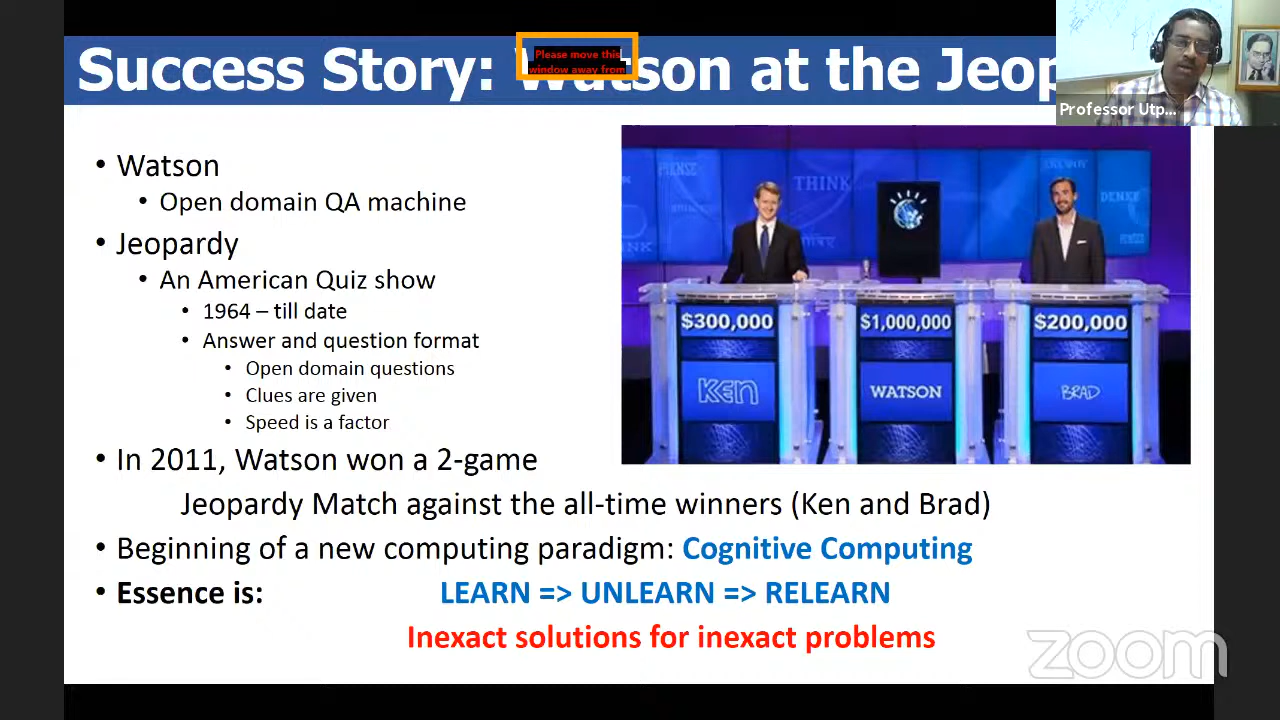 Success Story: Watson at the Jeop
Please move this
window away from
Professor Utp...
• Watson
• Open domain QA machine
• Jeopardy
• An American Quiz show
• 1964 – till date
• Answer and question format
• Open domain questions
• Clues are given
• Speed is a factor
THINK
DENKE
$300,000
$1,000,000
$200,000
KEN
WATSON
BRAD
• In 2011, Watson won a 2-game
Jeopardy Match against the all-time winners (Ken and Brad)
• Beginning of a new computing paradigm: Cognitive Computing
• Essence is: LEARN => UNLEARN => RELEARN
Inexact solutions for inexact problems
zoom